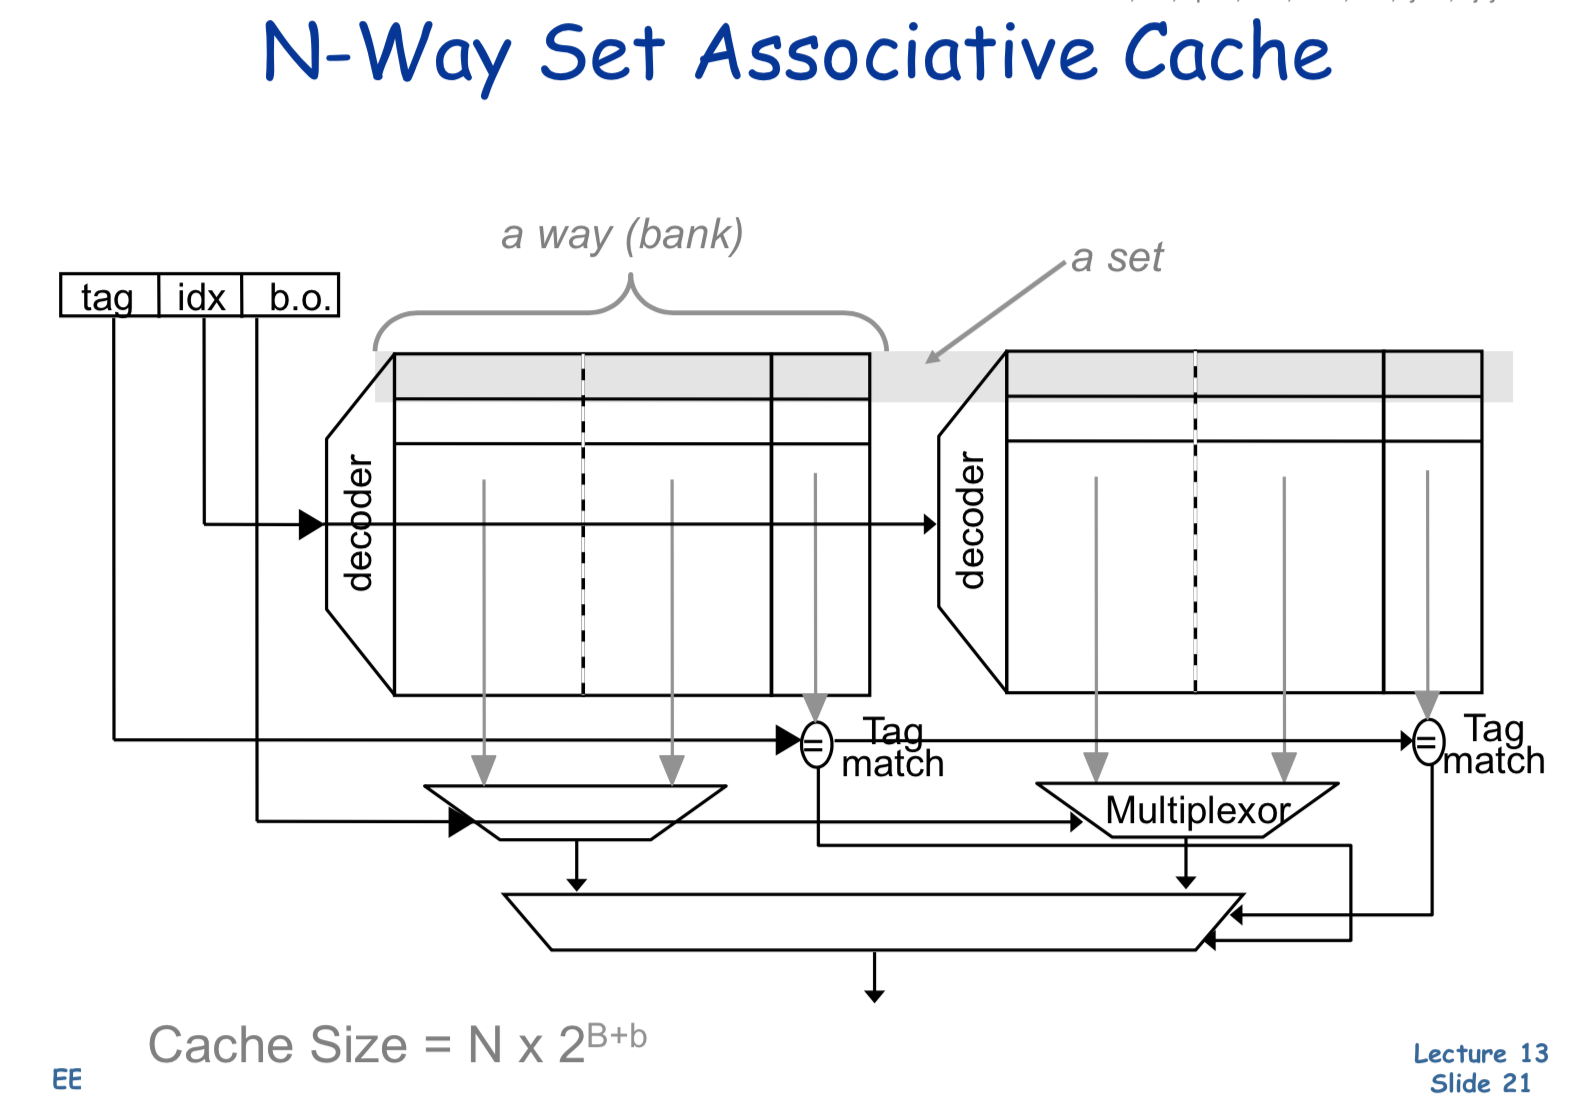 N-Way Set Associative Cache
a way (bank)
a set
tag idx b.o.
decoder
decoder
=
Tag
match
=
Tag
match
Multiplexor
Cache Size = N x 2^B+b
EE
Lecture 13
Slide 21